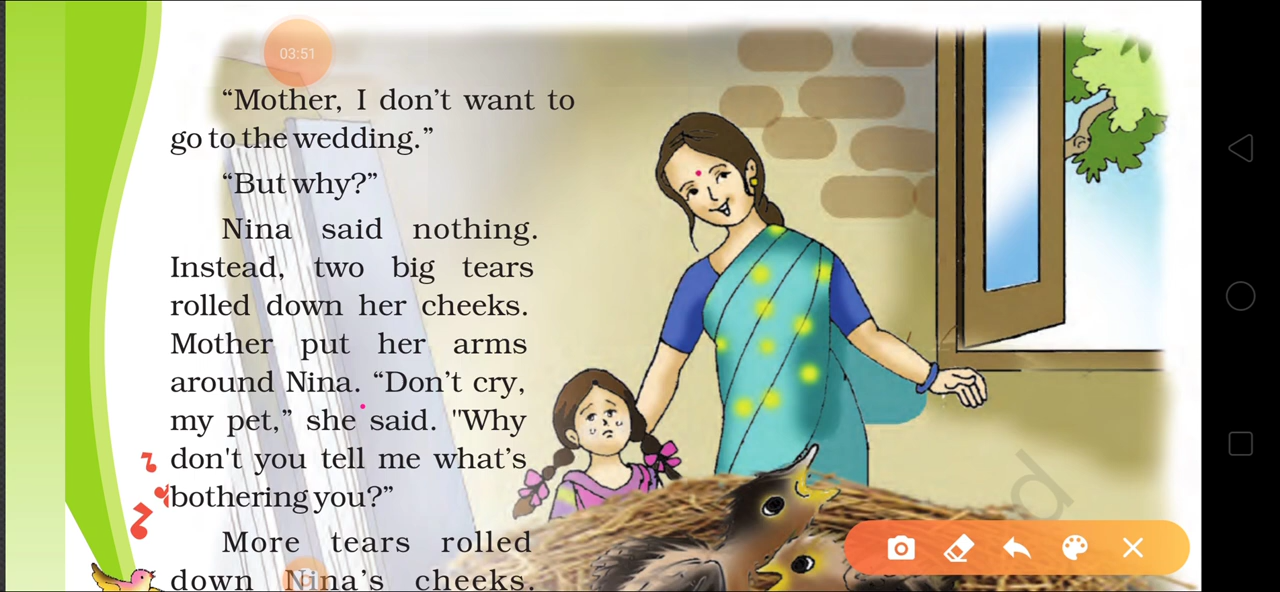 03:51
“Mother, I don’t want to
go to the wedding.”
“But why?”
Nina said nothing.
Instead, two big tears
rolled down her cheeks.
Mother put her arms
around Nina. “Don’t cry,
my pet,” she said. "Why
don't you tell me what’s
bothering you?”
More tears rolled
down Nina’s cheeks.
d